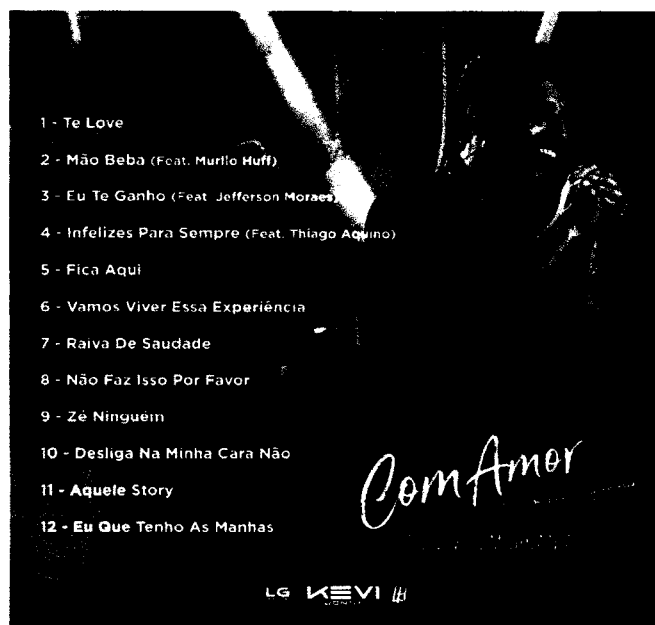 1 - Te Love
2 - Mão Beba (Feat. Murilo Huff)
3 - Eu Te Ganho (Feat. Jefferson Moraes)
4 - Infelizes Para Sempre (Feat. Thiago Aquino)
5 - Fica Aqui
6 - Vamos Viver Essa Experiência
7 - Raiva De Saudade
8 - Não Faz Isso Por Favor
9 - Zé Ninguém
10 - Desliga Na Minha Cara Não
11 - Aquele Story
12 - Eu Que Tenho As Manhas
Com Amor
LG KEVI